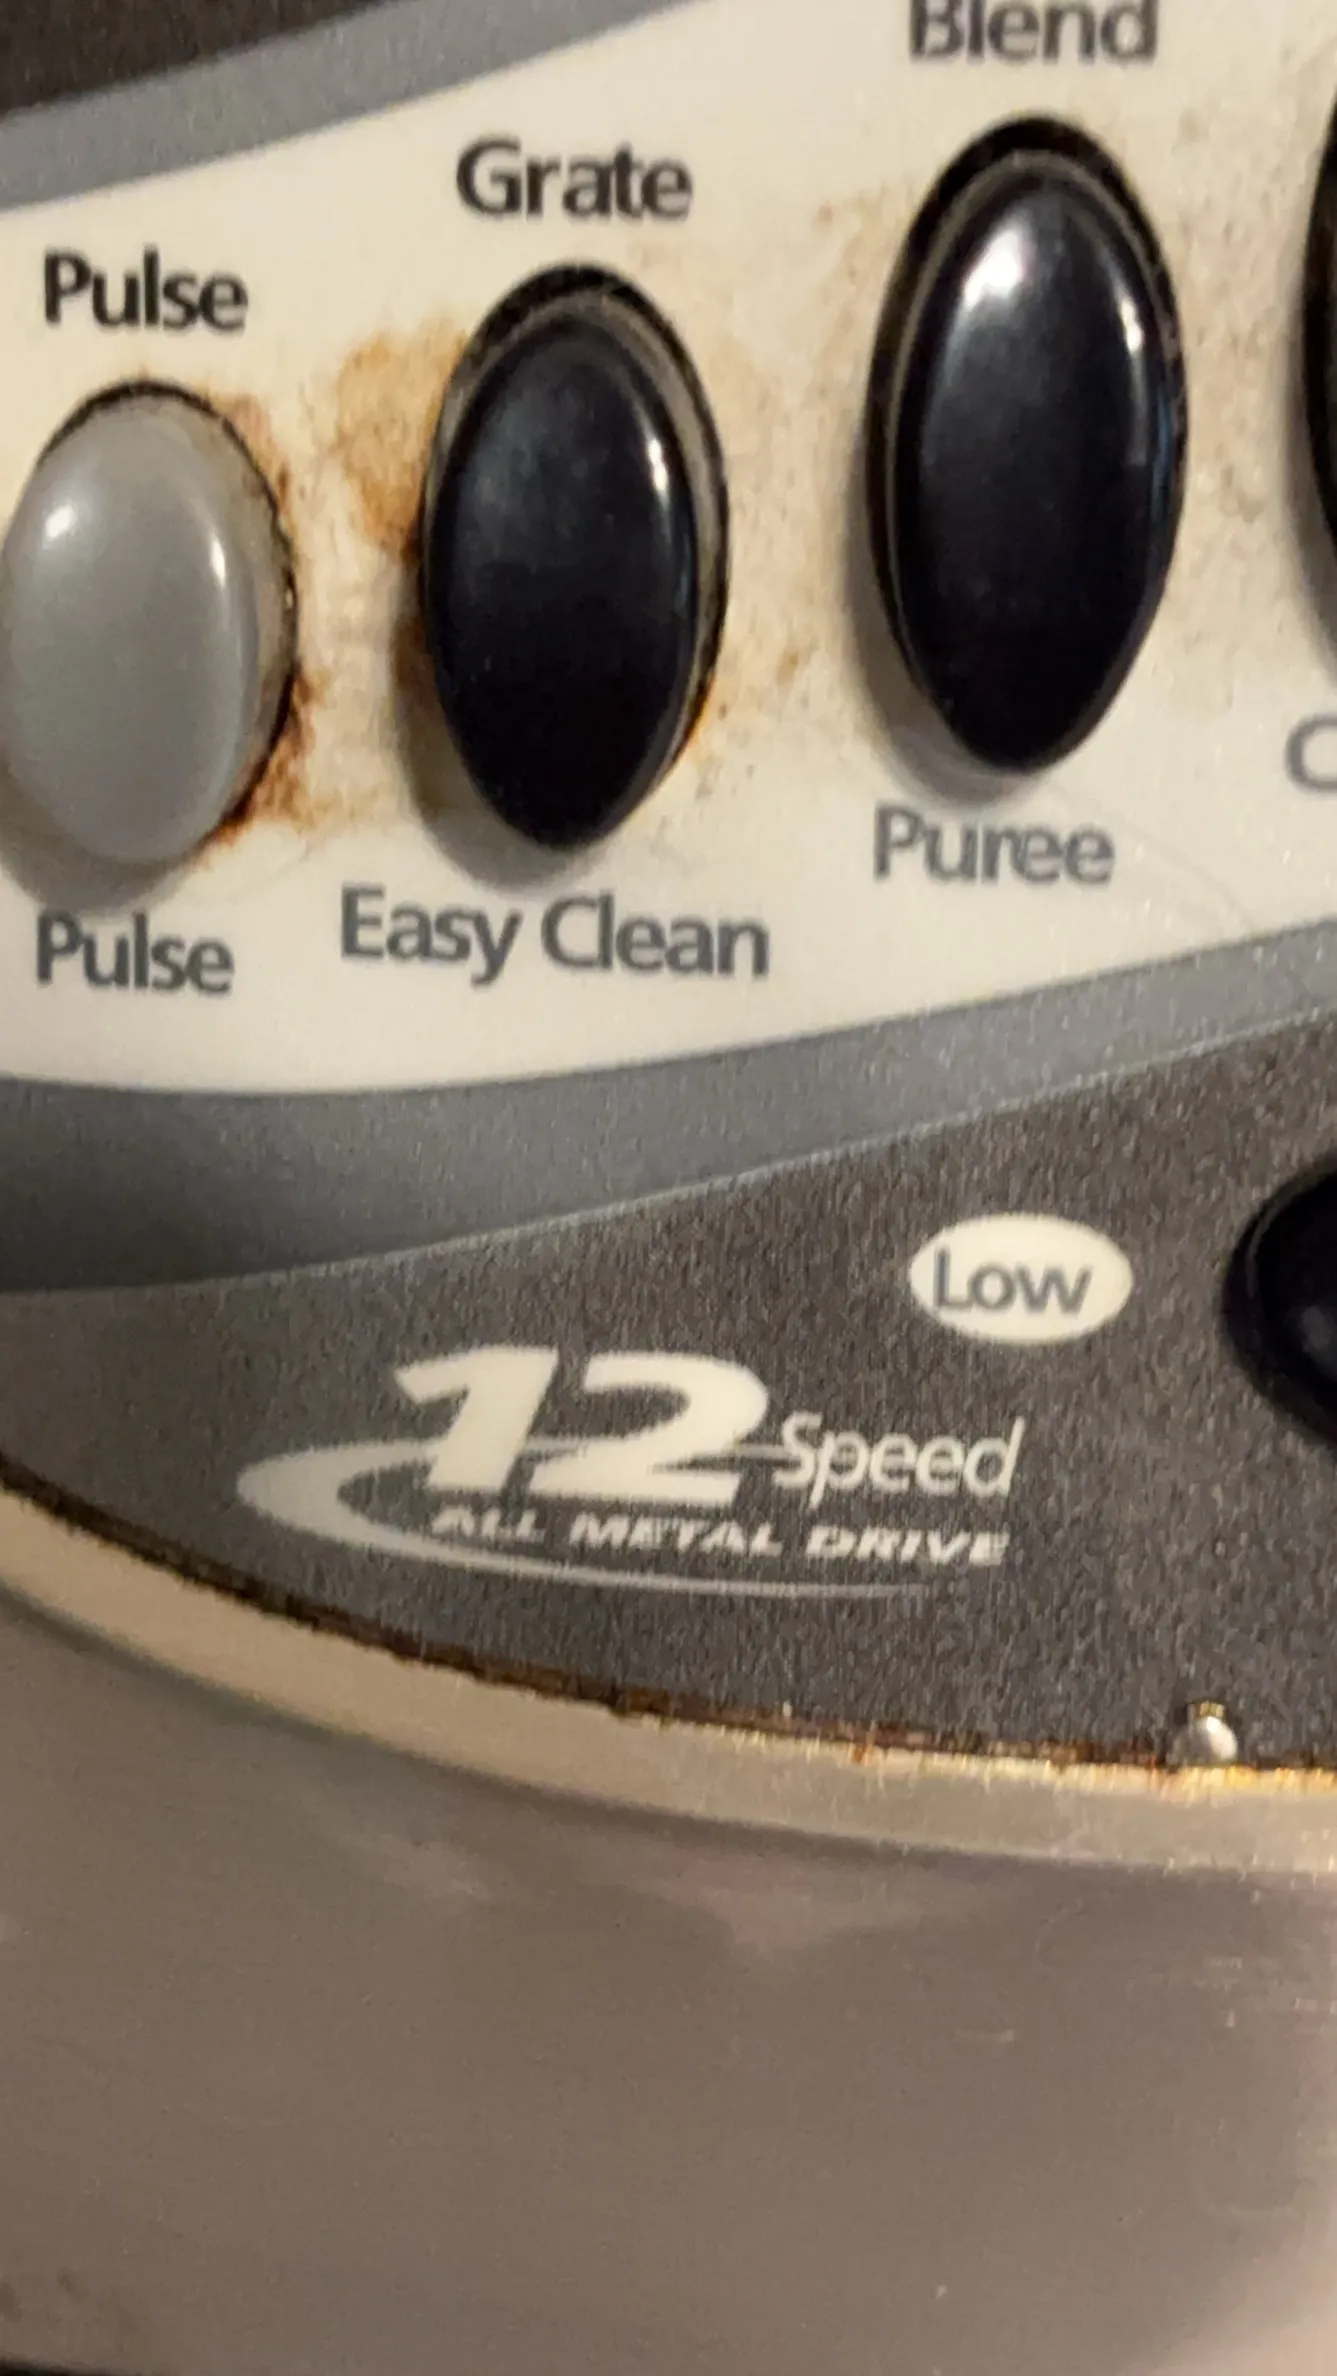 Blend
Grate
Pulse
Puree
Easy Clean
Pulse
Low
12 Speed
ALL METAL DRIVE